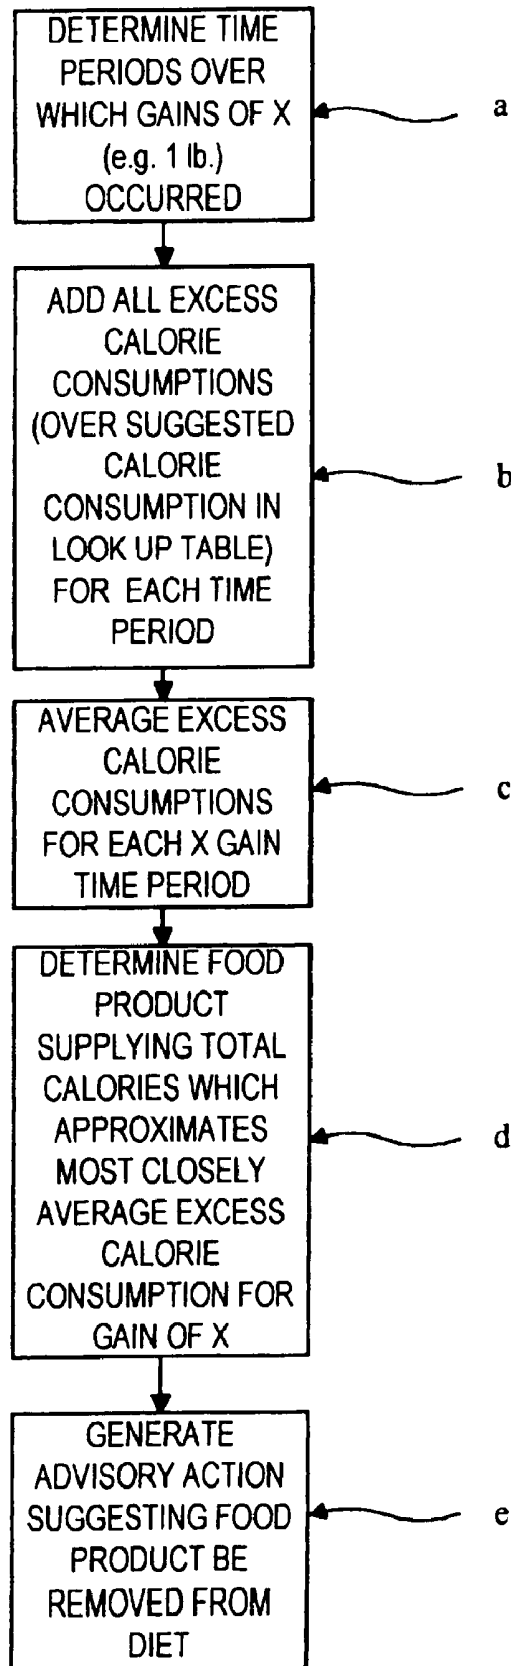 DETERMINE TIME
PERIODS OVER
WHICH GAINS OF X
(e.g. 1 lb.)
OCCURRED
a
ADD ALL EXCESS
CALORIE
CONSUMPTIONS
(OVER SUGGESTED
CALORIE
CONSUMPTION IN
LOOK UP TABLE)
FOR EACH TIME
PERIOD
b
AVERAGE EXCESS
CALORIE
CONSUMPTIONS
FOR EACH X GAIN
TIME PERIOD
c
DETERMINE FOOD
PRODUCT
SUPPLYING TOTAL
CALORIES WHICH
APPROXIMATES
MOST CLOSELY
AVERAGE EXCESS
CALORIE
CONSUMPTION FOR
GAIN OF X
d
GENERATE
ADVISORY ACTION
SUGGESTING FOOD
PRODUCT BE
REMOVED FROM
DIET
e